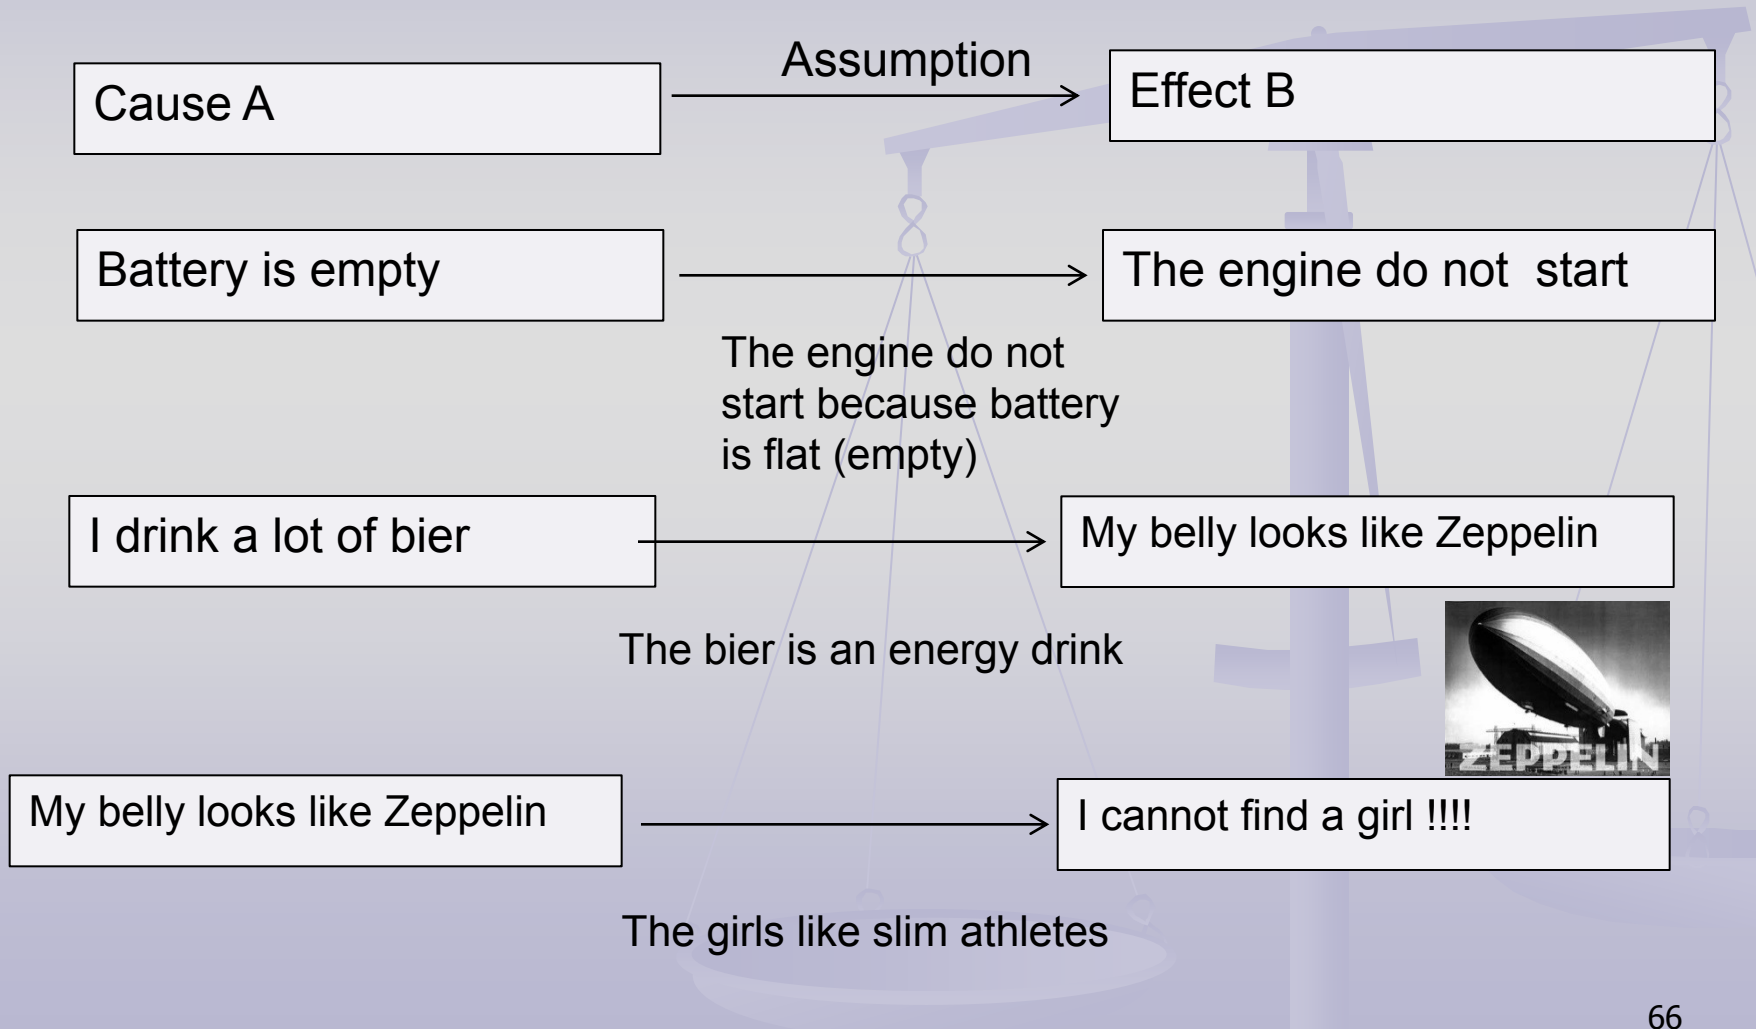 Assumption
Cause A
Effect B
Battery is empty
The engine do not  start
The engine do not
start because battery
is flat (empty)
I drink a lot of bier
My belly looks like Zeppelin
The bier is an energy drink
ZEPPELIN
My belly looks like Zeppelin
I cannot find a girl !!!!
The girls like slim athletes
66